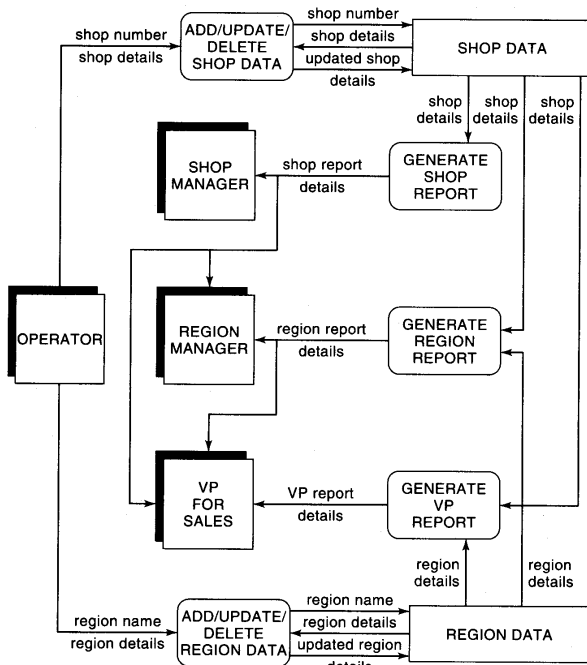 shop number
shop details
ADD/UPDATE/
DELETE
SHOP DATA
shop number
shop details
updated shop
details
SHOP DATA
shop
details
shop
details
shop
details
SHOP
MANAGER
shop report
details
GENERATE
SHOP
REPORT
OPERATOR
REGION
MANAGER
region report
details
GENERATE
REGION
REPORT
VP
FOR
SALES
VP report
details
GENERATE
VP
REPORT
region
details
region
details
region name
region details
ADD/UPDATE/
DELETE
REGION DATA
region name
region details
updated region
details
REGION DATA